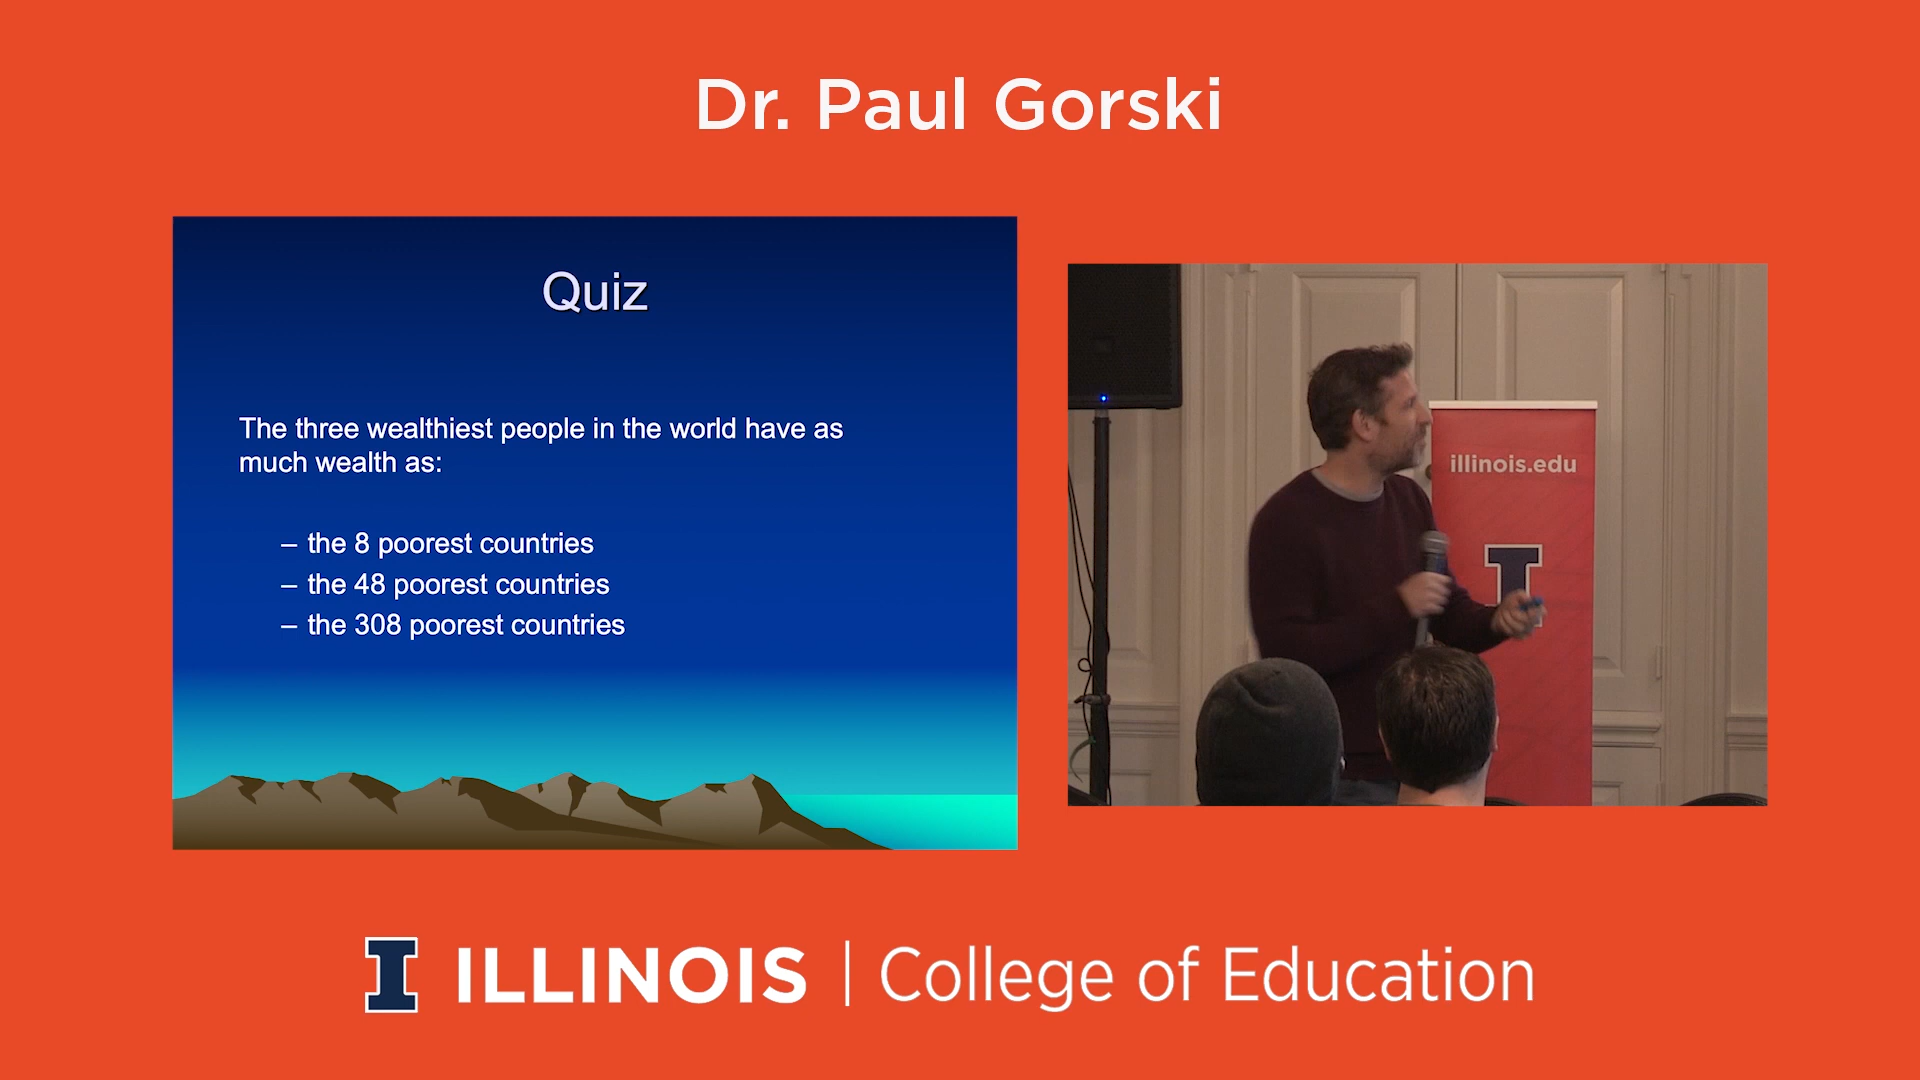 Dr. Paul Gorski
Quiz
The three wealthiest people in the world have as
much wealth as:
– the 8 poorest countries
– the 48 poorest countries
– the 308 poorest countries
illinois.edu
I
I ILLINOIS | College of Education